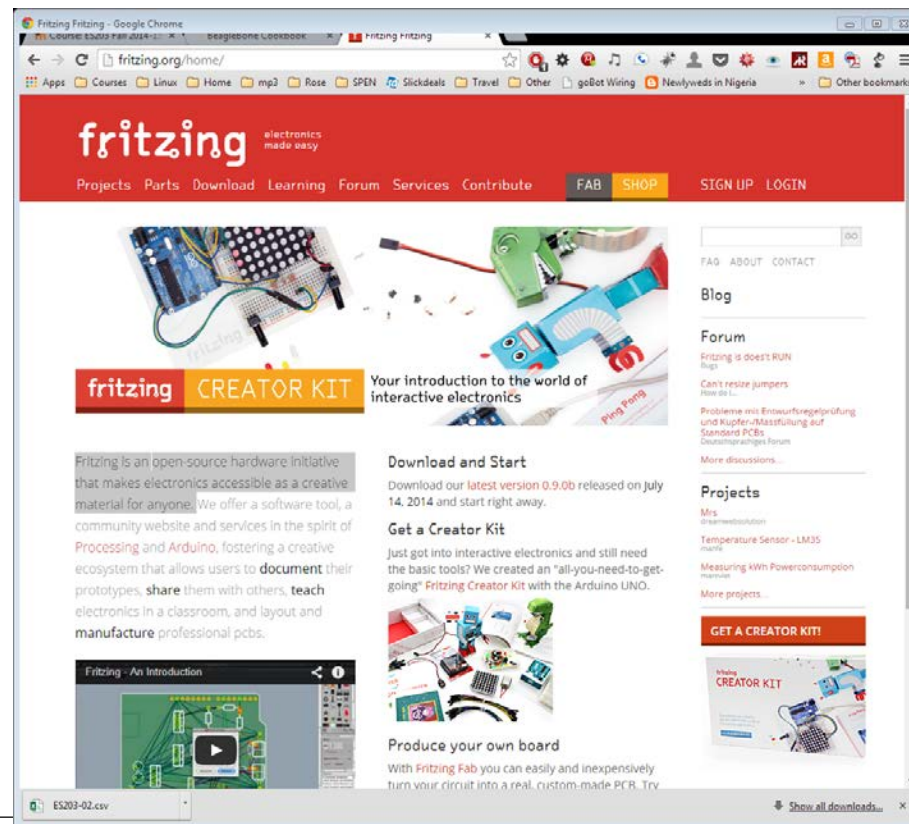 Fritzing Fritzing - Google Chrome
Course: ES203 Fall 2014-1
Beaglebone Cookbook
Fritzing Fritzing
fritzing.org/home/
Apps Courses Linux Home mp3 Rose SPEN Slickdeals Travel Other goBot Wiring Newlyweds in Nigeria » Other bookmarks
fritzing
electronics
made easy
Projects Parts Download Learning Forum Services Contribute FAB SHOP SIGN UP LOGIN
fritzing CREATOR KIT
Your introduction to the world of
interactive electronics
Ping Pong
Fritzing is an open-source hardware initiative
that makes electronics accessible as a creative
material for anyone. We offer a software tool, a
community website and services in the spirit of
Processing and Arduino, fostering a creative
ecosystem that allows users to document their
prototypes, share them with others, teach
electronics in a classroom, and layout and
manufacture professional pcbs.
Fritzing - An Introduction
Download and Start
Download our latest version 0.9.0b released on July
14, 2014 and start right away.
Get a Creator Kit
Just got into interactive electronics and still need
the basic tools? We created an "all-you-need-to-get-
going" Fritzing Creator Kit with the Arduino UNO.
Produce your own board
With Fritzing Fab you can easily and inexpensively
turn your circuit into a real, custom-made PCB. Try
GO
FAQ ABOUT CONTACT
Blog
Forum
Fritzing is does't RUN
Bugs
Can't resize jumpers
How do I...
Probleme mit Entwurfsregelprüfung
und Kupfer-/Massfüllung auf
Standard PCBs
Deutschsprachiges Forum
More discussions...
Projects
Mrs
dreamwebsolution
Temperature Sensor - LM35
Measuring kWh Powerconsumption
More projects...
GET A CREATOR KIT!
fritzing
CREATOR KIT
ES203-02.csv
Show all downloads...